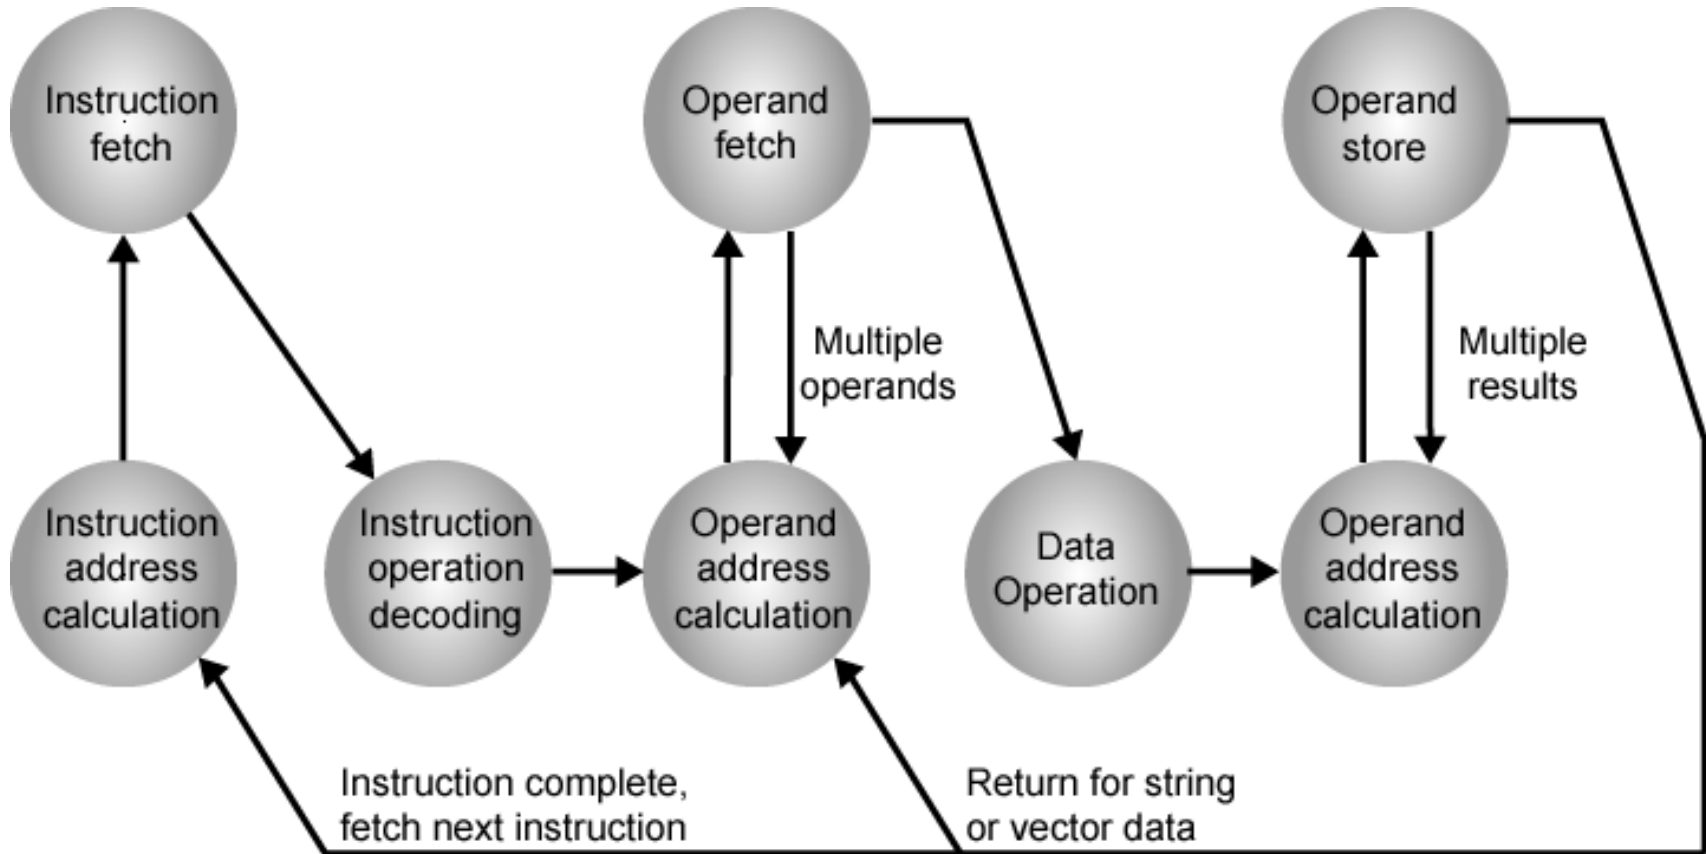 Instruction
fetch
Operand
fetch
Operand
store
Multiple
operands
Multiple
results
Instruction
address
calculation
Instruction
operation
decoding
Operand
address
calculation
Data
Operation
Operand
address
calculation
Instruction complete,
fetch next instruction
Return for string
or vector data